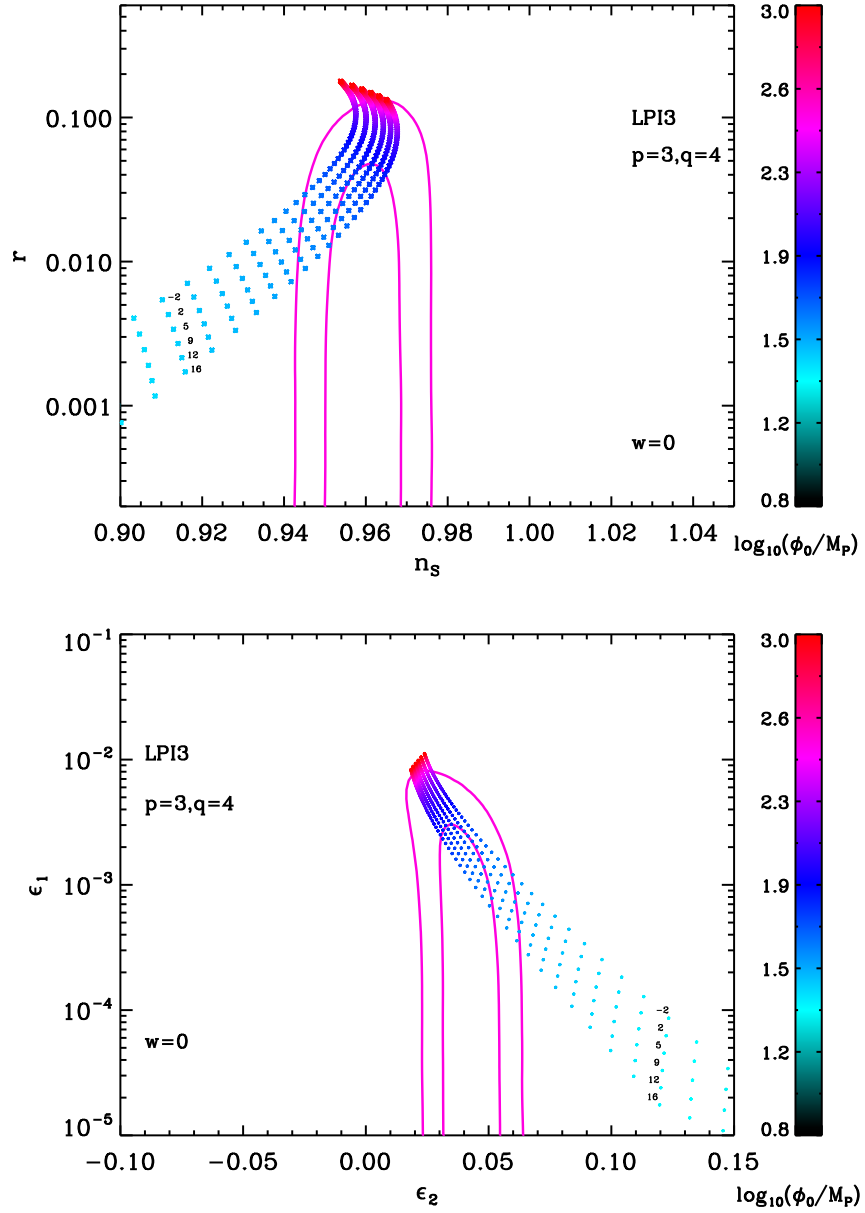 3.0
2.6
2.3
1.9
1.5
1.2
0.8
0.100
0.010
0.001
r
LPI3
p=3,q=4
-2
2
5
9
12
16
w=0
0.90 0.92 0.94 0.96 0.98 1.00 1.02 1.04
n_S
log₁₀(ϕ₀/M_P)
3.0
2.6
2.3
1.9
1.5
1.2
0.8
10⁻¹
10⁻²
10⁻³
10⁻⁴
10⁻⁵
ϵ₁
LPI3
p=3,q=4
-2
2
5
9
12
16
w=0
−0.10 −0.05 0.00 0.05 0.10 0.15
ϵ₂
log₁₀(ϕ₀/M_P)